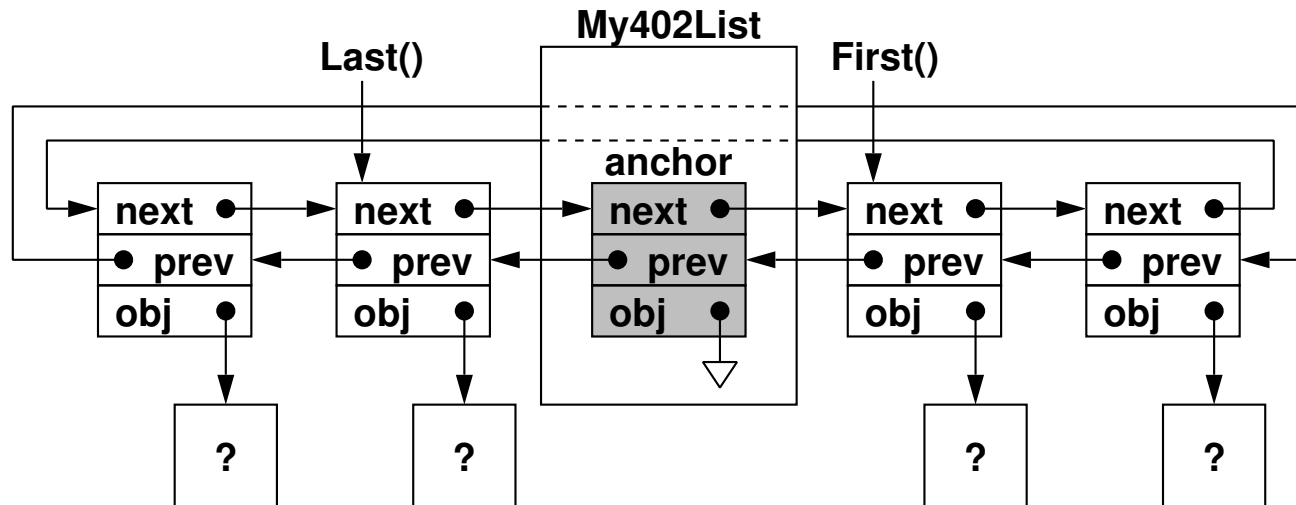 My402List
Last() First()
anchor
next next next next next
prev prev prev prev prev
obj obj obj obj obj
? ? ? ?